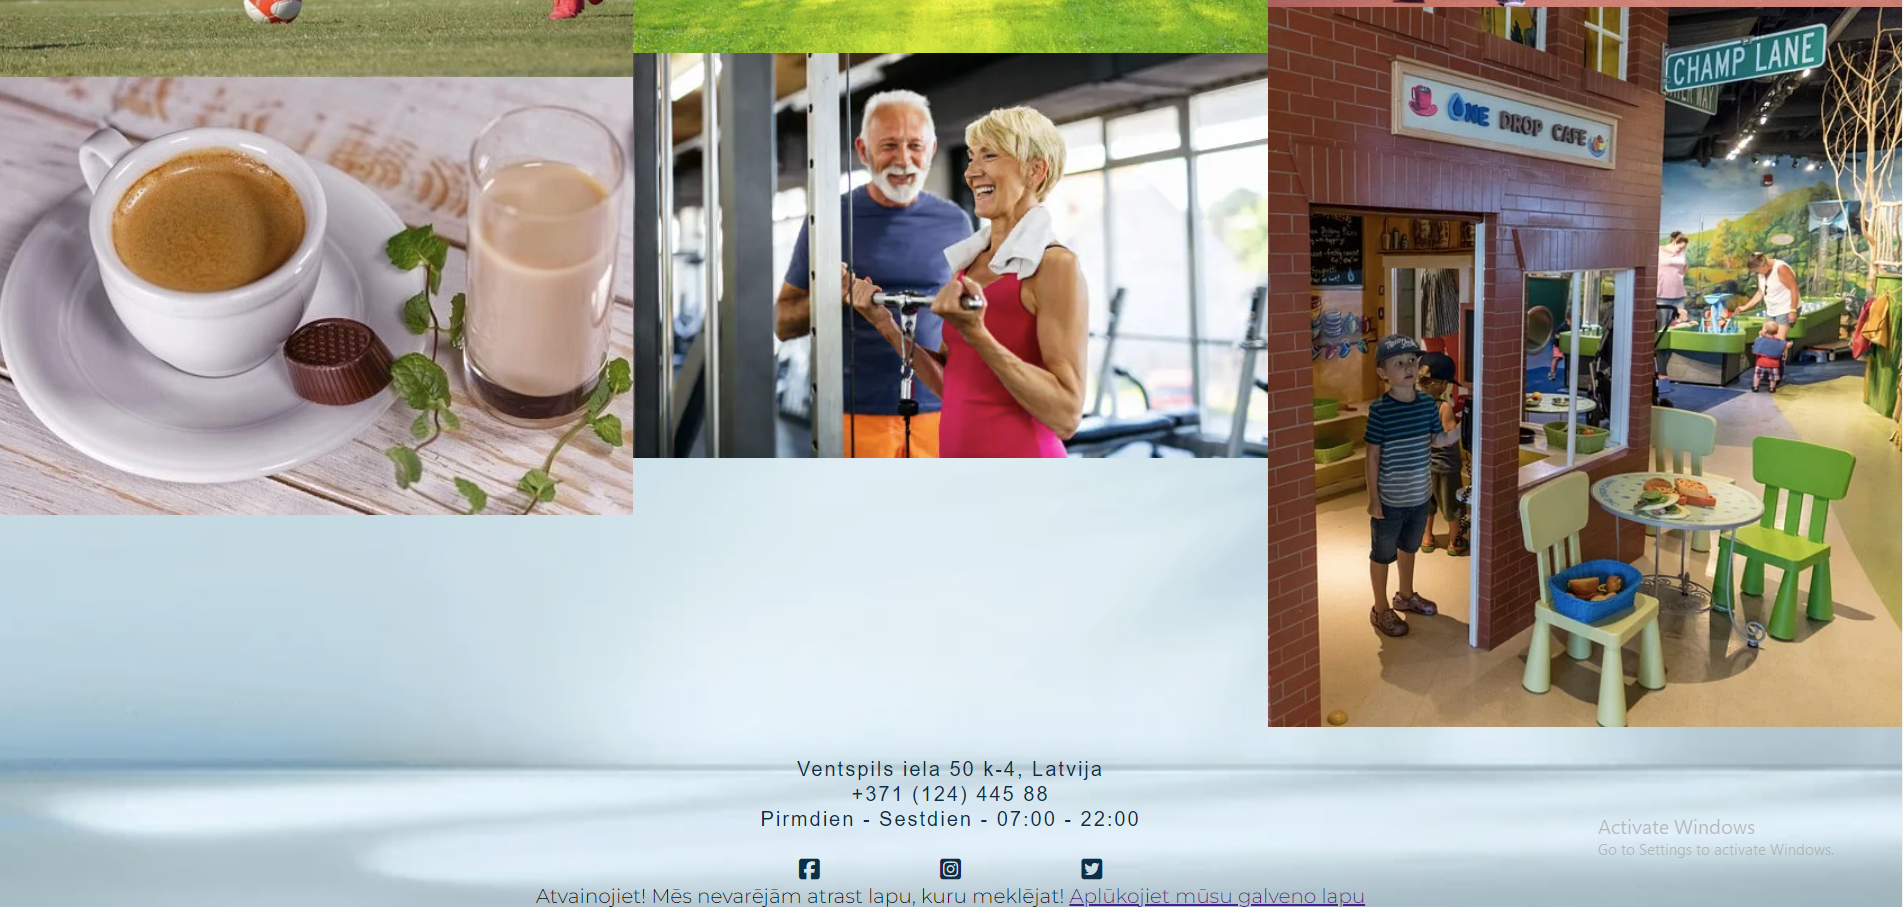 CHAMP LANE
ONE DROP CAFE
Ventspils iela 50 k-4, Latvija
+371 (124) 445 88
Pirmdien - Sestdien - 07:00 - 22:00
Activate Windows
Go to Settings to activate Windows.
Atvainojiet! Mēs nevarējām atrast lapu, kuru meklējat! Aplūkojiet mūsu galveno lapu